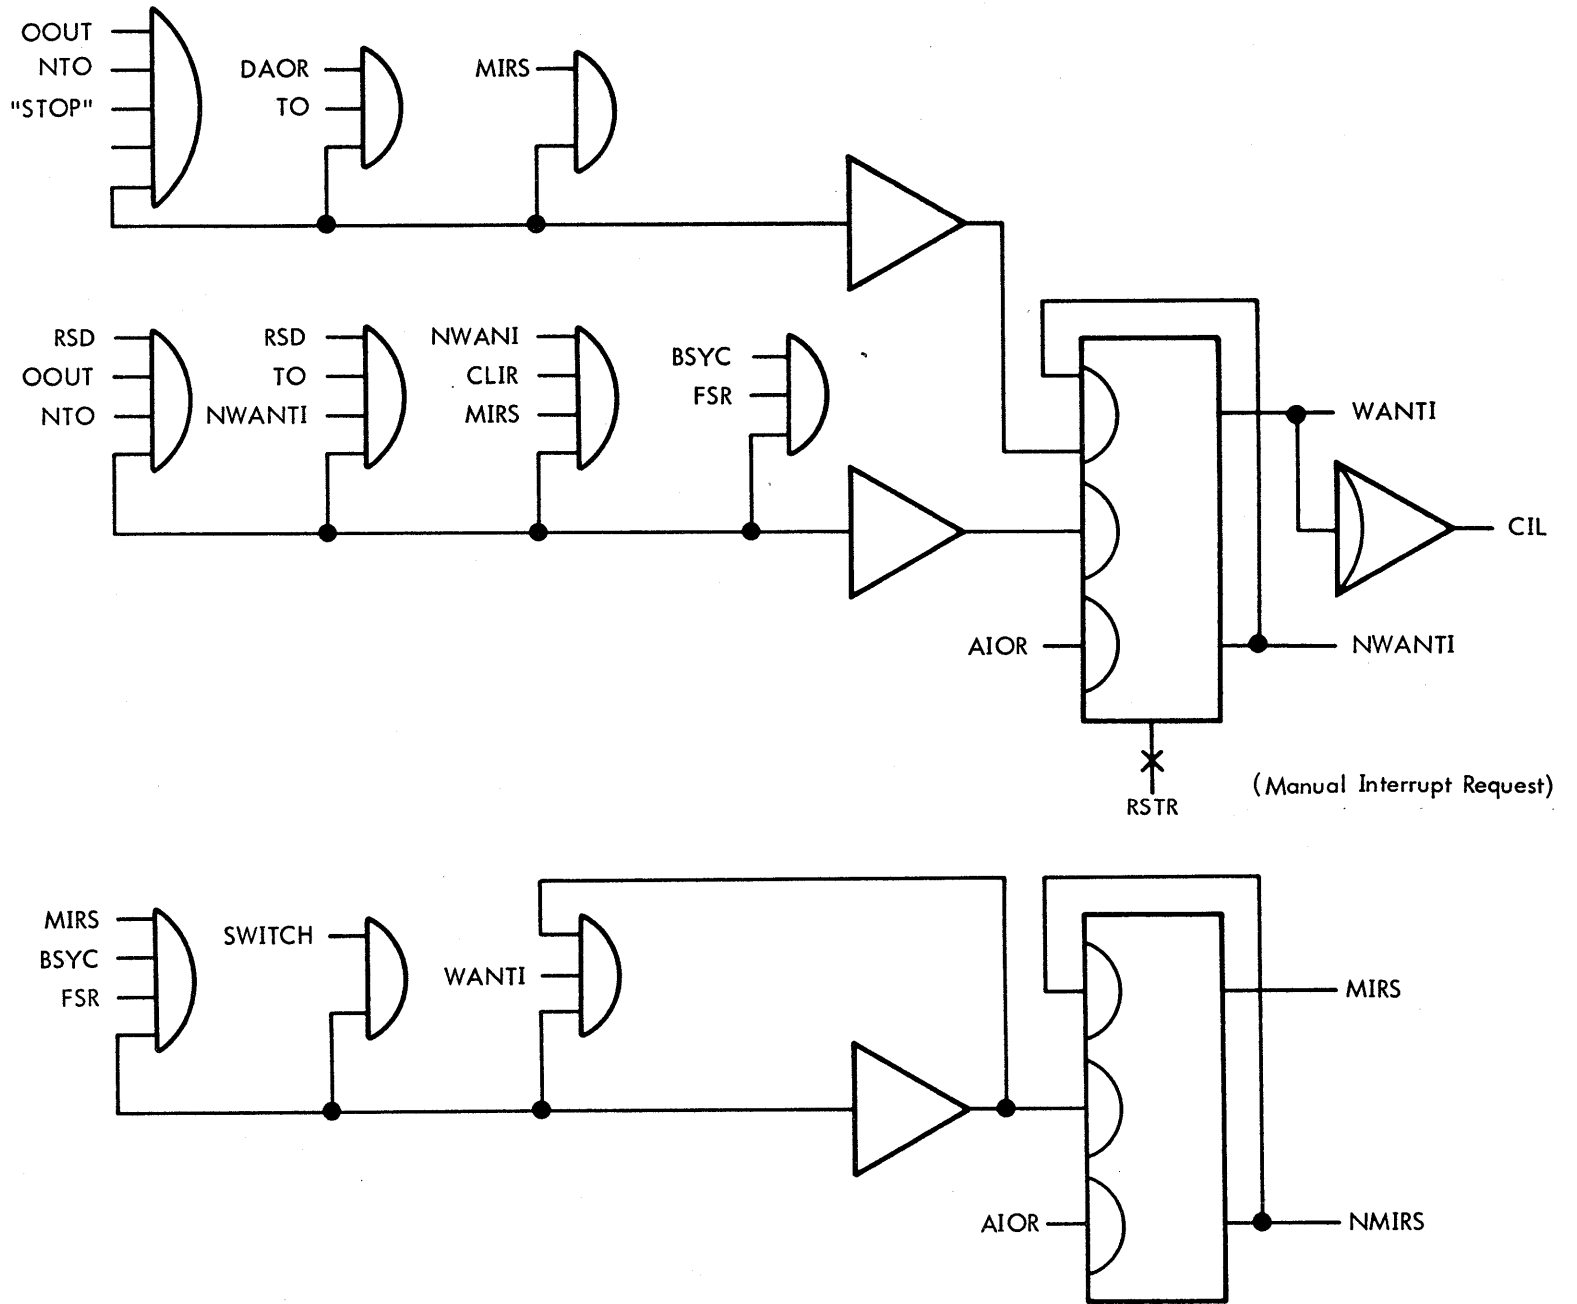 OOUT
NTO
"STOP"
DAOR
TO
MIRS
RSD
OOUT
NTO
RSD
TO
NWANTI
NWANI
CLIR
MIRS
BSYC
FSR
AIOR
WANTI
CIL
NWANTI
RSTR
(Manual Interrupt Request)
MIRS
BSYC
FSR
SWITCH
WANTI
AIOR
MIRS
NMIRS